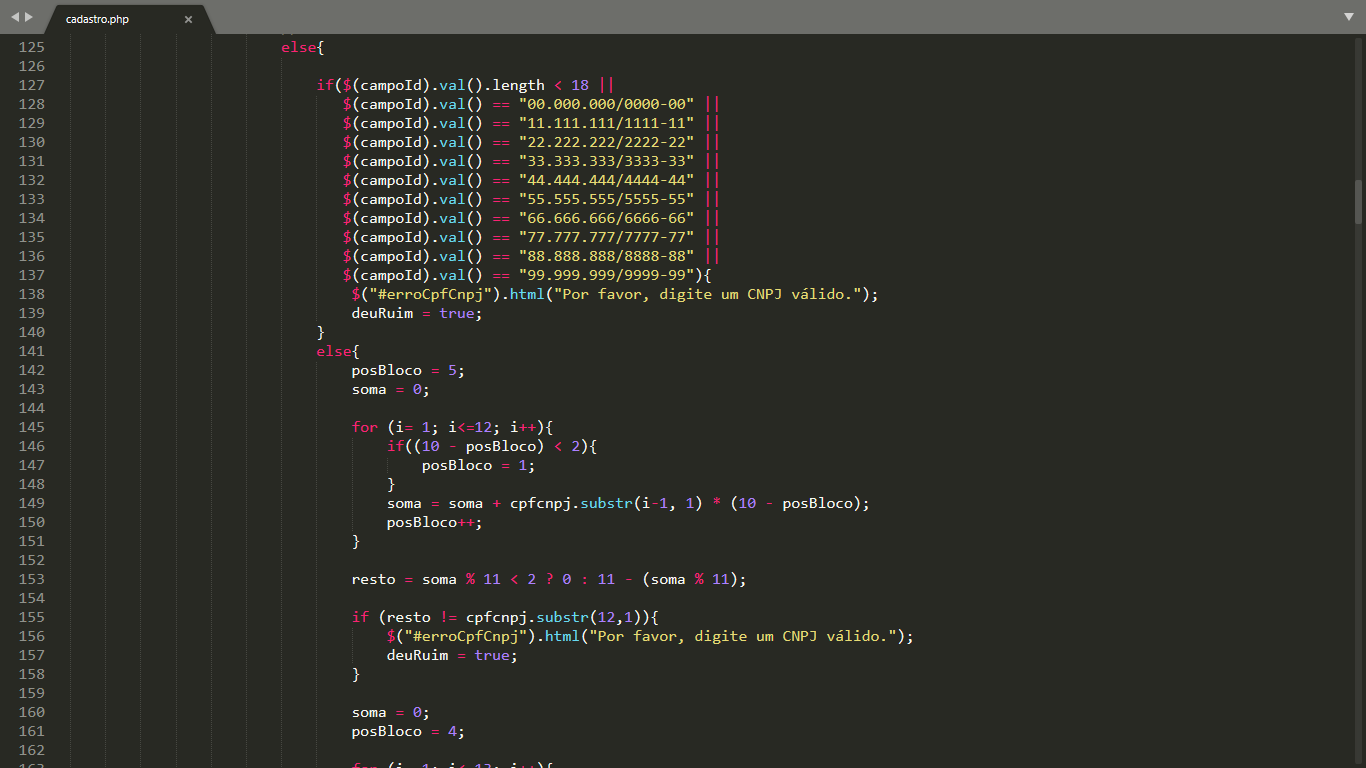 cadastro.php ×
125 else{
126
127 if($(campoId).val().length < 18 ||
128 $(campoId).val() == "00.000.000/0000-00" ||
129 $(campoId).val() == "11.111.111/1111-11" ||
130 $(campoId).val() == "22.222.222/2222-22" ||
131 $(campoId).val() == "33.333.333/3333-33" ||
132 $(campoId).val() == "44.444.444/4444-44" ||
133 $(campoId).val() == "55.555.555/5555-55" ||
134 $(campoId).val() == "66.666.666/6666-66" ||
135 $(campoId).val() == "77.777.777/7777-77" ||
136 $(campoId).val() == "88.888.888/8888-88" ||
137 $(campoId).val() == "99.999.999/9999-99"){
138 $("#erroCpfCnpj").html("Por favor, digite um CNPJ válido.");
139 deuRuim = true;
140 }
141 else{
142 posBloco = 5;
143 soma = 0;
144
145 for (i= 1; i<=12; i++){
146 if((10 - posBloco) < 2){
147 posBloco = 1;
148 }
149 soma = soma + cpfcnpj.substr(i-1, 1) * (10 - posBloco);
150 posBloco++;
151 }
152
153 resto = soma % 11 < 2 ? 0 : 11 - (soma % 11);
154
155 if (resto != cpfcnpj.substr(12,1)){
156 $("#erroCpfCnpj").html("Por favor, digite um CNPJ válido.");
157 deuRuim = true;
158 }
159
160 soma = 0;
161 posBloco = 4;
162